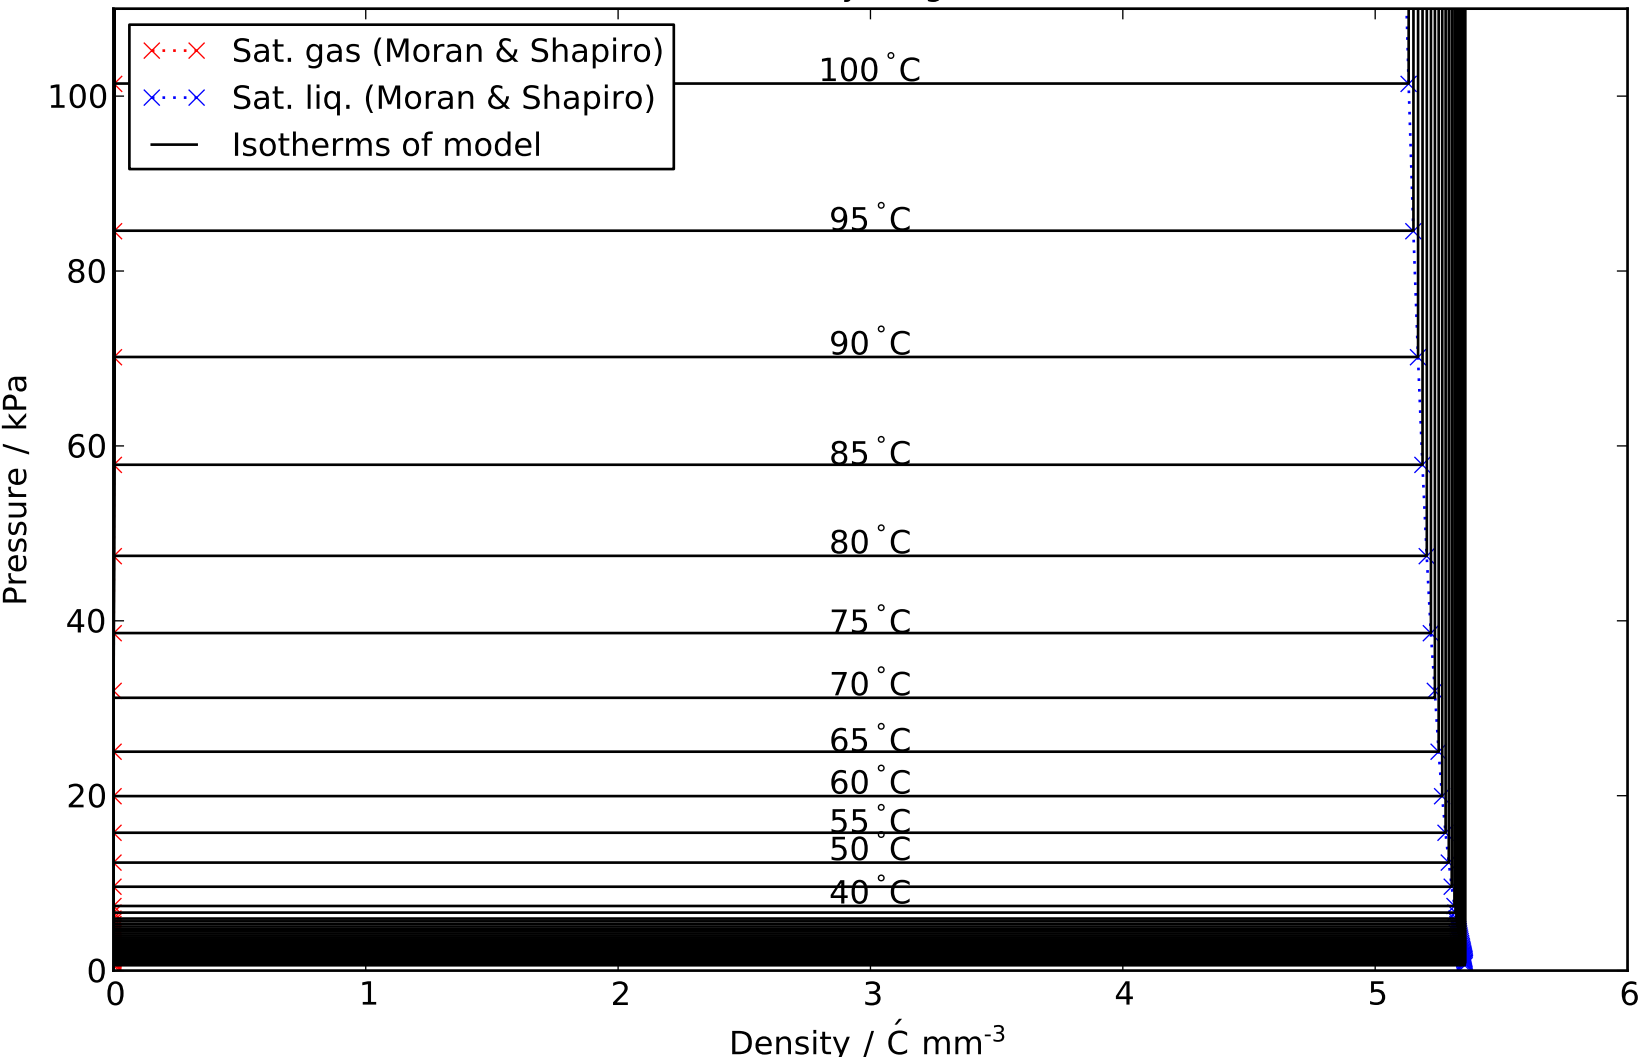 Sat. gas (Moran & Shapiro)
Sat. liq. (Moran & Shapiro)
Isotherms of model
100°C
95°C
90°C
85°C
80°C
75°C
70°C
65°C
60°C
55°C
50°C
40°C
100
80
60
40
20
0
Pressure / kPa
0 1 2 3 4 5 6
Density / Ć mm-3